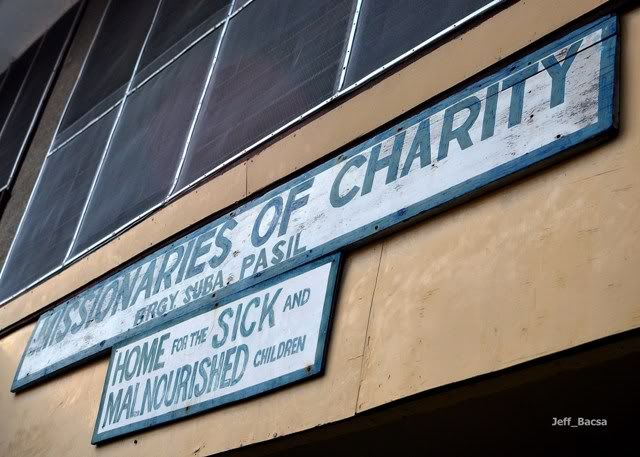 MISSIONARIES OF CHARITY
BRGY. SUBA, PASIL
HOME FOR THE SICK AND
MALNOURISHED CHILDREN
Jeff_Bacsa